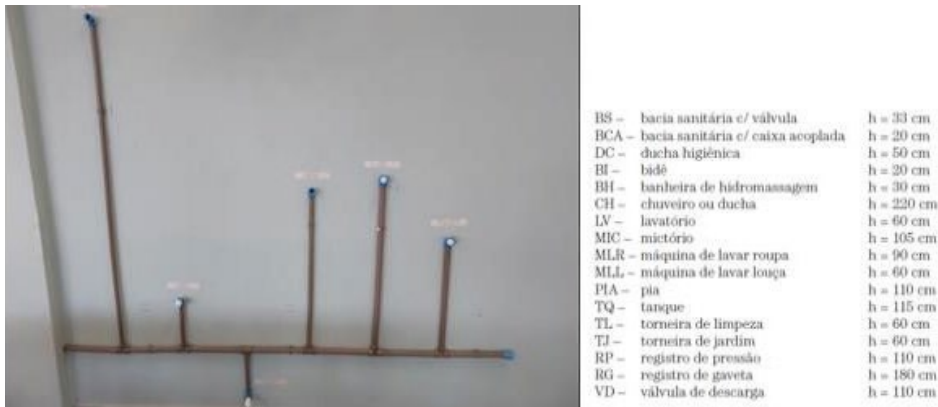 BS – bacia sanitária c/ válvula h = 33 cm
BCA – bacia sanitária c/ caixa acoplada h = 20 cm
DC – ducha higiênica h = 50 cm
BI – bidê h = 20 cm
BH – banheira de hidromassagem h = 30 cm
CH – chuveiro ou ducha h = 220 cm
LV – lavatório h = 60 cm
MIC – mictório h = 105 cm
MLR – máquina de lavar roupa h = 90 cm
MLL – máquina de lavar louça h = 60 cm
PIA – pia h = 110 cm
TQ – tanque h = 115 cm
TL – torneira de limpeza h = 60 cm
TJ – torneira de jardim h = 60 cm
RP – registro de pressão h = 110 cm
RG – registro de gaveta h = 180 cm
VD – válvula de descarga h = 110 cm